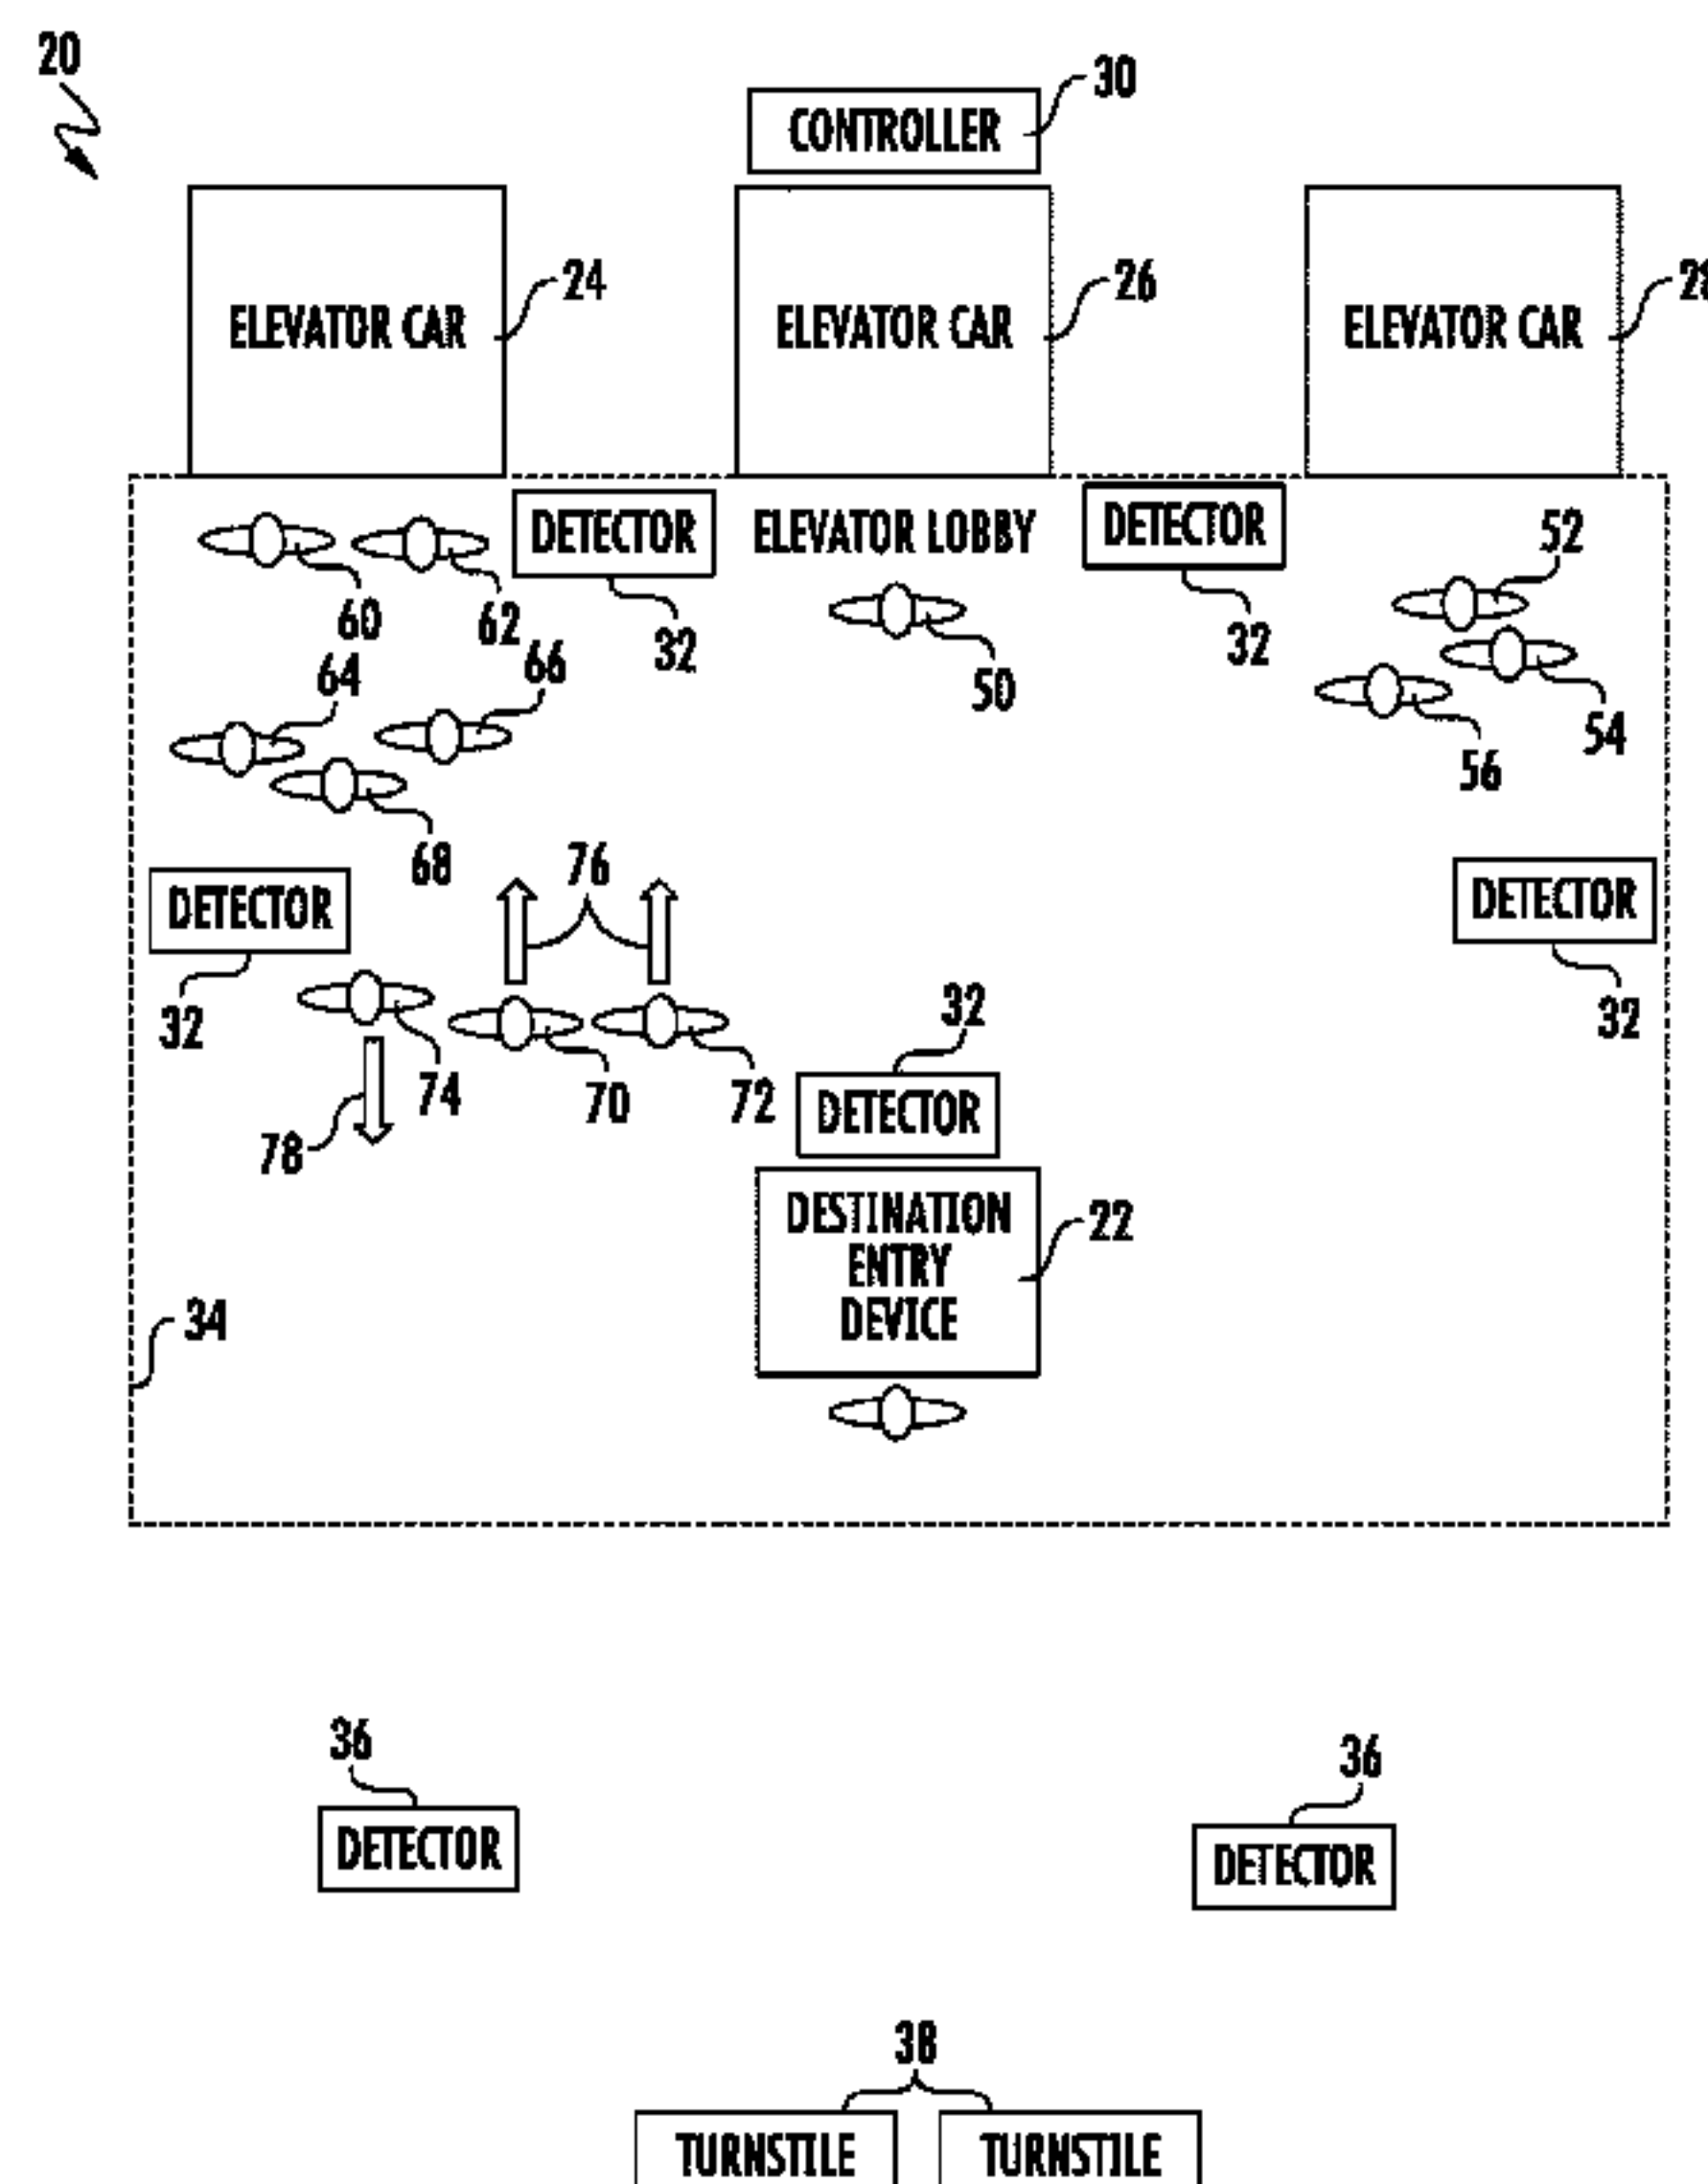 20
30
CONTROLLER
24
26
ELEVATOR CAR
ELEVATOR CAR
ELEVATOR CAR
DETECTOR
ELEVATOR LOBBY
DETECTOR
52
60
62
32
50
32
54
64
66
56
68
76
DETECTOR
DETECTOR
32
32
32
74
70
72
DETECTOR
78
DESTINATION
ENTRY
DEVICE
22
34
36
36
DETECTOR
DETECTOR
38
TURNSTILE
TURNSTILE